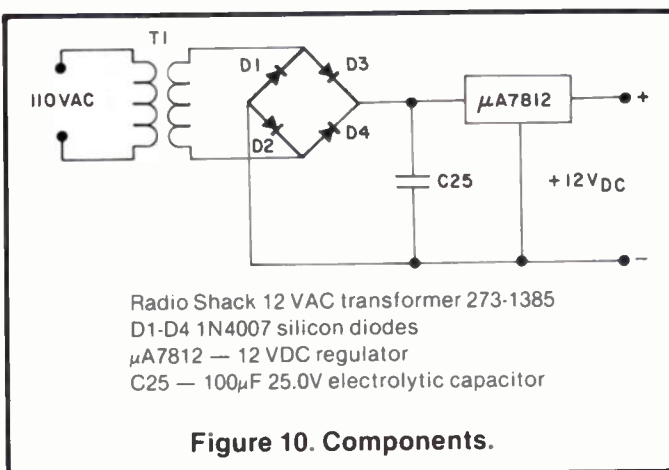 T1
D1
D3
110VAC
μA7812
+
D2
D4
C25
+12VDC
−
Radio Shack 12 VAC transformer 273-1385
D1-D4 1N4007 silicon diodes
μA7812 — 12 VDC regulator
C25 — 100μF 25.0V electrolytic capacitor
Figure 10. Components.